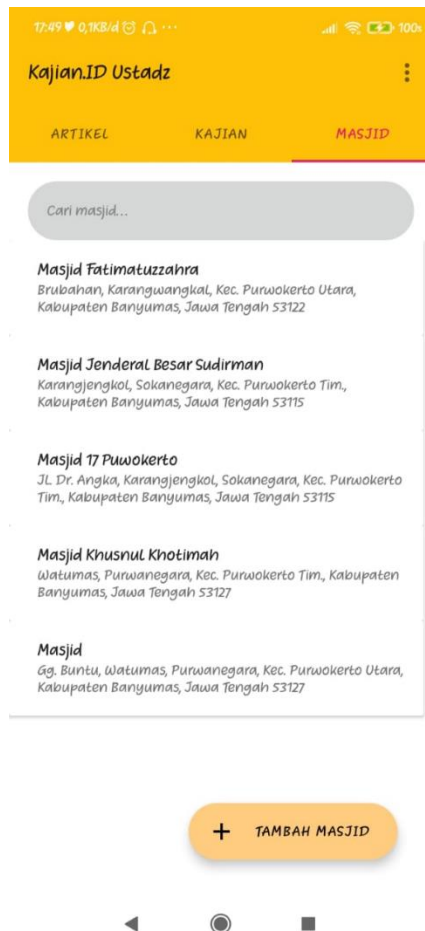 17:49 0,1KB/d ... 100%
Kajian.ID Ustadz
ARTIKEL KAJIAN MASJID
Cari masjid...
Masjid Fatimatuzzahra
Brubahan, Karangwangkal, Kec. Purwokerto Utara,
Kabupaten Banyumas, Jawa Tengah 53122
Masjid Jenderal Besar Sudirman
Karangjengkol, Sokanegara, Kec. Purwokerto Tim.,
Kabupaten Banyumas, Jawa Tengah 53115
Masjid 17 Puwokerto
JL. Dr. Angka, Karangjengkol, Sokanegara, Kec. Purwokerto
Tim., Kabupaten Banyumas, Jawa Tengah 53115
Masjid Khusnul Khotimah
Watumas, Purwanegara, Kec. Purwokerto Tim., Kabupaten
Banyumas, Jawa Tengah 53127
Masjid
Gg. Buntu, Watumas, Purwanegara, Kec. Purwokerto Utara,
Kabupaten Banyumas, Jawa Tengah 53127
+ TAMBAH MASJID